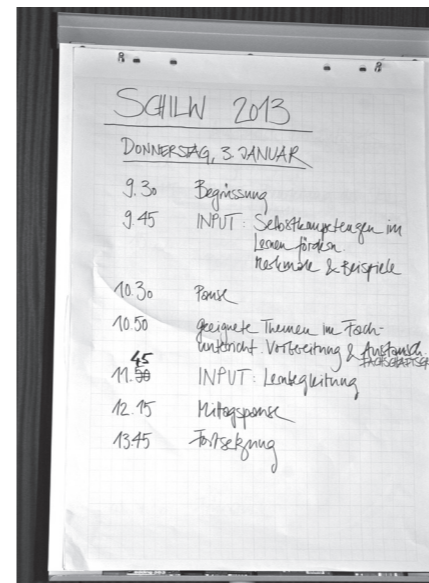 SCHILW 2013
DONNERSTAG, 3. JANUAR
9.30 Begrüssung
9.45 INPUT: Selbstkompetenzen im
Lernen fördern.
Merkmale & Beispiele
10.30 Pause
10.50 geeignete Themen im Fach-
unterricht. Vorbereitung & Austausch
11.45 INPUT: Lernbegleitung
12.15 Mittagspause
13.45 Fortsetzung